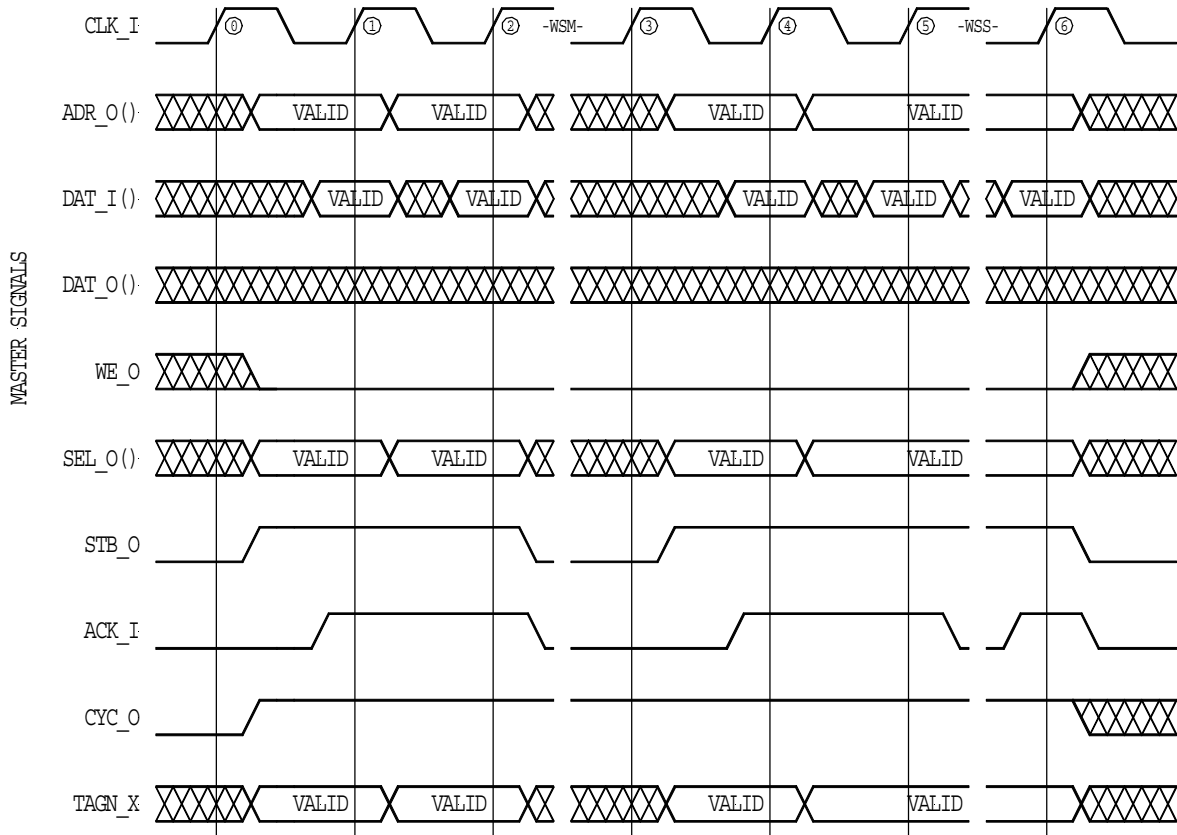 CLK_I 0 1 2 -WSM- 3 4 5 -WSS- 6
ADR_O() VALID VALID VALID VALID
DAT_I() VALID VALID VALID VALID VALID
MASTER SIGNALS
DAT_O()
WE_O
SEL_O() VALID VALID VALID VALID
STB_O
ACK_I
CYC_O
TAGN_X VALID VALID VALID VALID